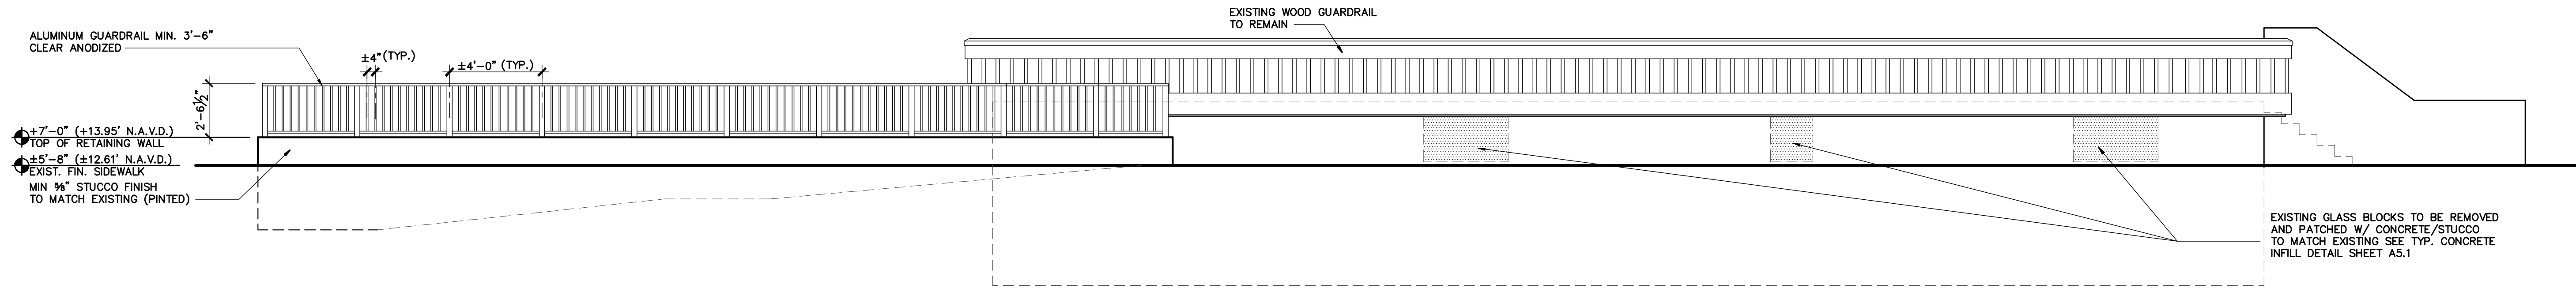 ALUMINUM GUARDRAIL MIN. 3'-6"
CLEAR ANODIZED
±4" (TYP.)
±4'-0" (TYP.)
2'-6½"
+7'-0" (+13.95' N.A.V.D.)
TOP OF RETAINING WALL
±5'-8" (±12.61' N.A.V.D.)
EXIST. FIN. SIDEWALK
MIN ⅝" STUCCO FINISH
TO MATCH EXISTING (PINTED)
EXISTING WOOD GUARDRAIL
TO REMAIN
EXISTING GLASS BLOCKS TO BE REMOVED
AND PATCHED W/ CONCRETE/STUCCO
TO MATCH EXISTING SEE TYP. CONCRETE
INFILL DETAIL SHEET A5.1